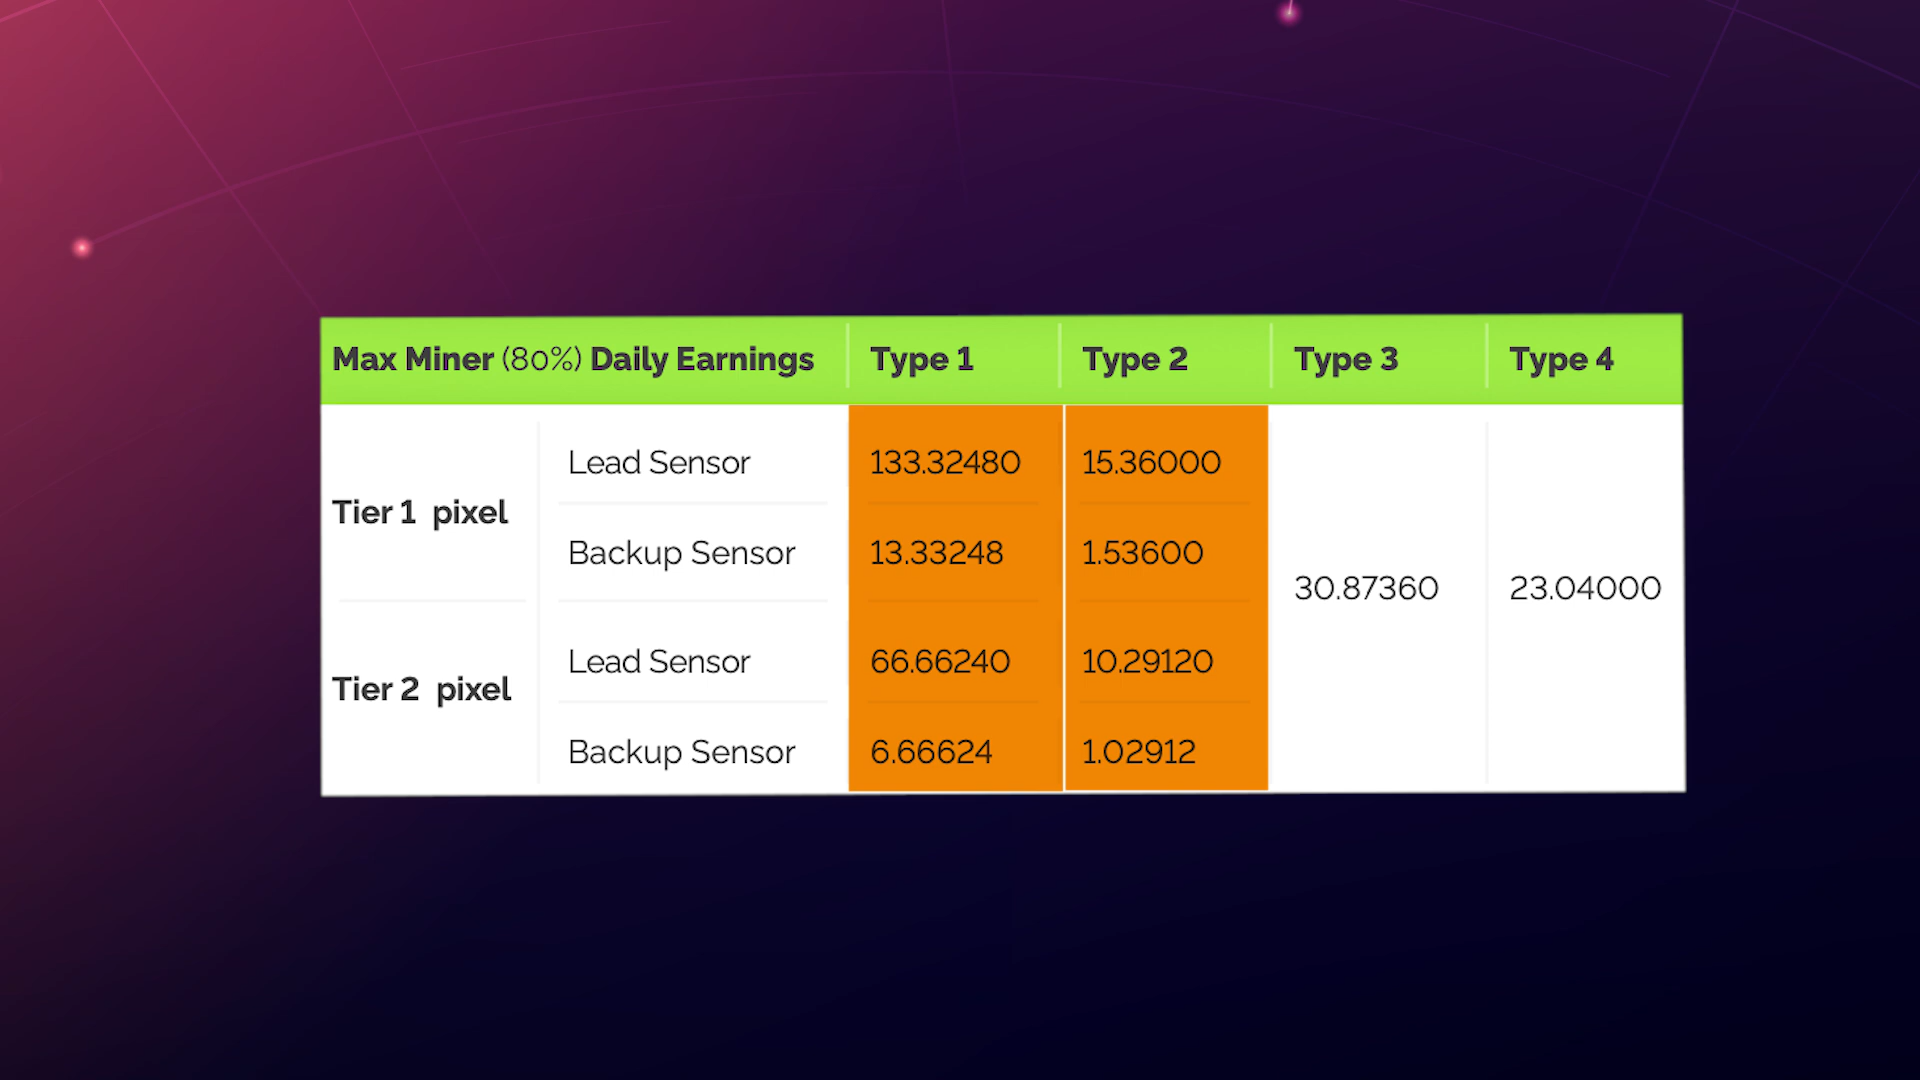 Max Miner (80%) Daily Earnings Type 1 Type 2 Type 3 Type 4
Lead Sensor 133.32480 15.36000
Tier 1 pixel
Backup Sensor 13.33248 1.53600
30.87360 23.04000
Lead Sensor 66.66240 10.29120
Tier 2 pixel
Backup Sensor 6.66624 1.02912